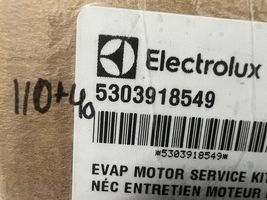 Electrolux
110+40
5303918549
*5303918549*
EVAP MOTOR SERVICE KIT
NÉC ENTRETIEN MOTEUR